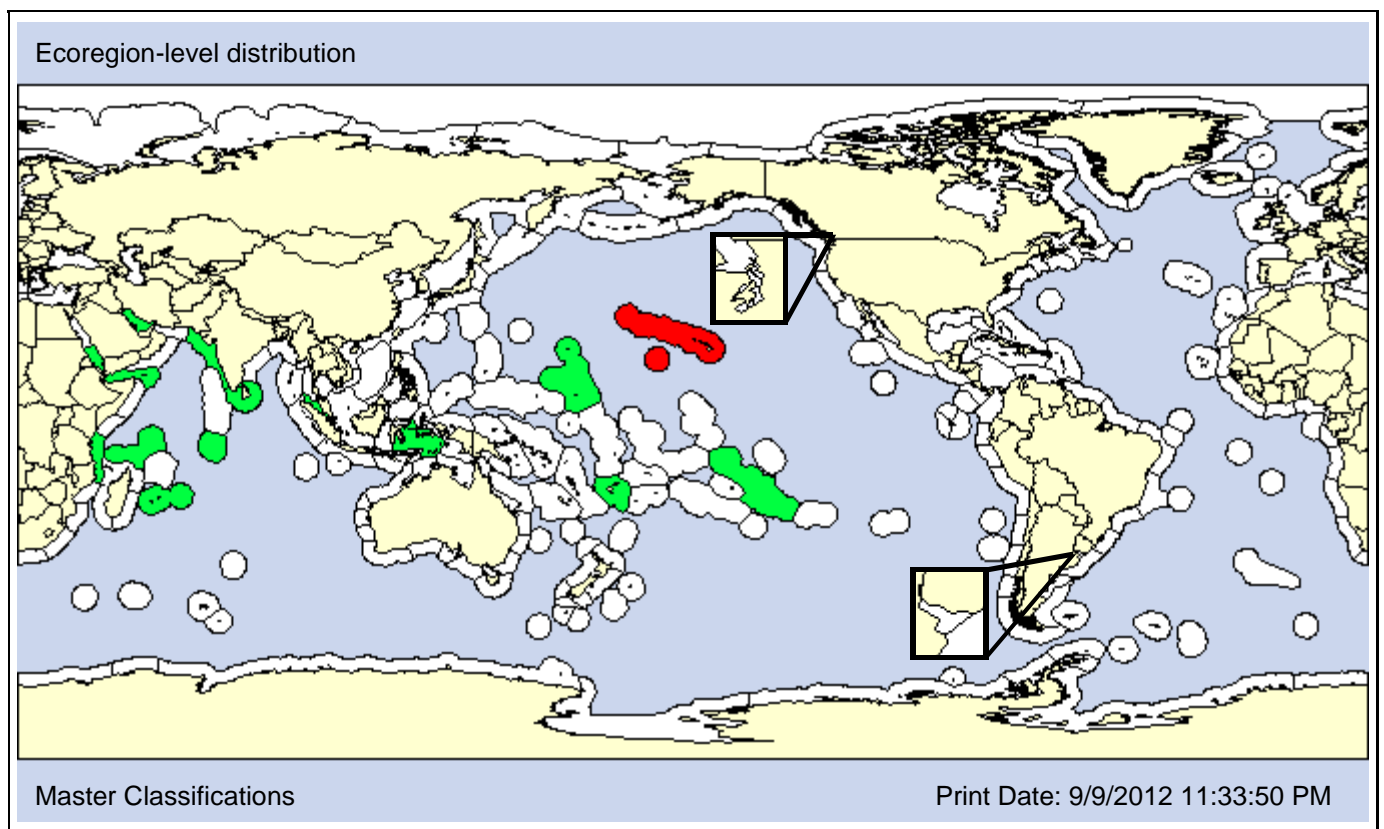 Ecoregion-level distribution
Master Classifications
Print Date: 9/9/2012 11:33:50 PM